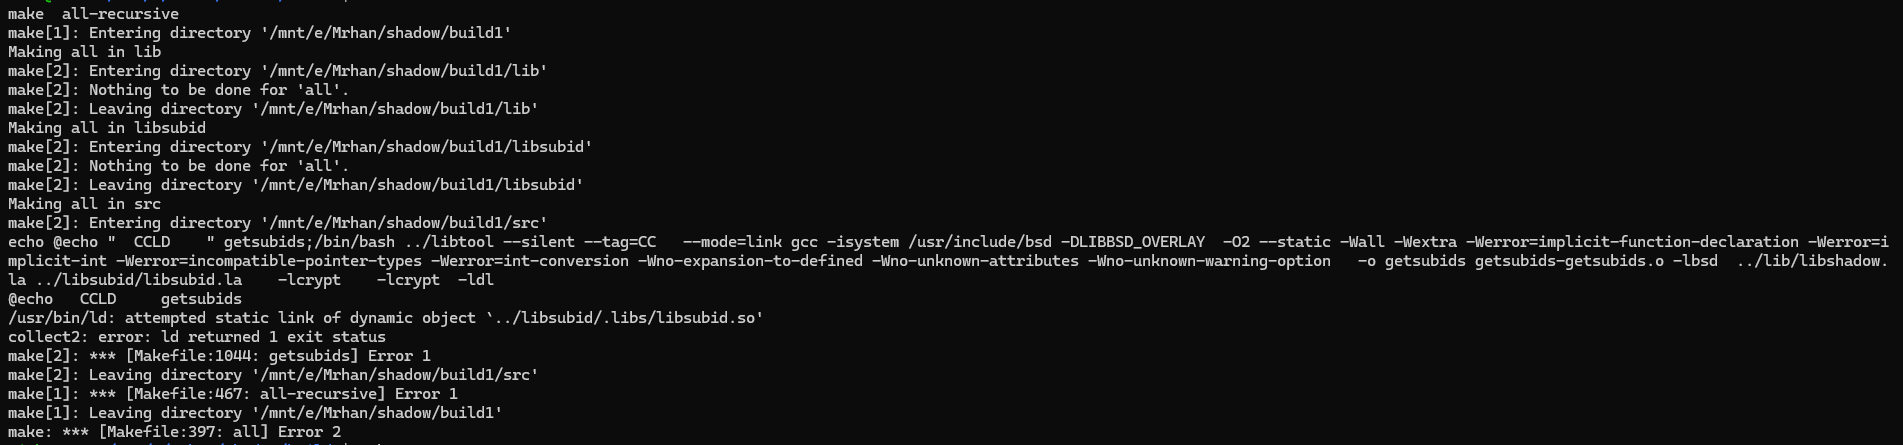 make  all-recursive
make[1]: Entering directory '/mnt/e/Mrhan/shadow/build1'
Making all in lib
make[2]: Entering directory '/mnt/e/Mrhan/shadow/build1/lib'
make[2]: Nothing to be done for 'all'.
make[2]: Leaving directory '/mnt/e/Mrhan/shadow/build1/lib'
Making all in libsubid
make[2]: Entering directory '/mnt/e/Mrhan/shadow/build1/libsubid'
make[2]: Nothing to be done for 'all'.
make[2]: Leaving directory '/mnt/e/Mrhan/shadow/build1/libsubid'
Making all in src
make[2]: Entering directory '/mnt/e/Mrhan/shadow/build1/src'
echo @echo "  CCLD    " getsubids;/bin/bash ../libtool --silent --tag=CC   --mode=link gcc -isystem /usr/include/bsd -DLIBBSD_OVERLAY  -O2 --static -Wall -Wextra -Werror=implicit-function-declaration -Werror=i
mplicit-int -Werror=incompatible-pointer-types -Werror=int-conversion -Wno-expansion-to-defined -Wno-unknown-attributes -Wno-unknown-warning-option   -o getsubids getsubids-getsubids.o -lbsd  ../lib/libshadow.
la ../libsubid/libsubid.la    -lcrypt    -lcrypt  -ldl
@echo   CCLD     getsubids
/usr/bin/ld: attempted static link of dynamic object `../libsubid/.libs/libsubid.so'
collect2: error: ld returned 1 exit status
make[2]: *** [Makefile:1044: getsubids] Error 1
make[2]: Leaving directory '/mnt/e/Mrhan/shadow/build1/src'
make[1]: *** [Makefile:467: all-recursive] Error 1
make[1]: Leaving directory '/mnt/e/Mrhan/shadow/build1'
make: *** [Makefile:397: all] Error 2